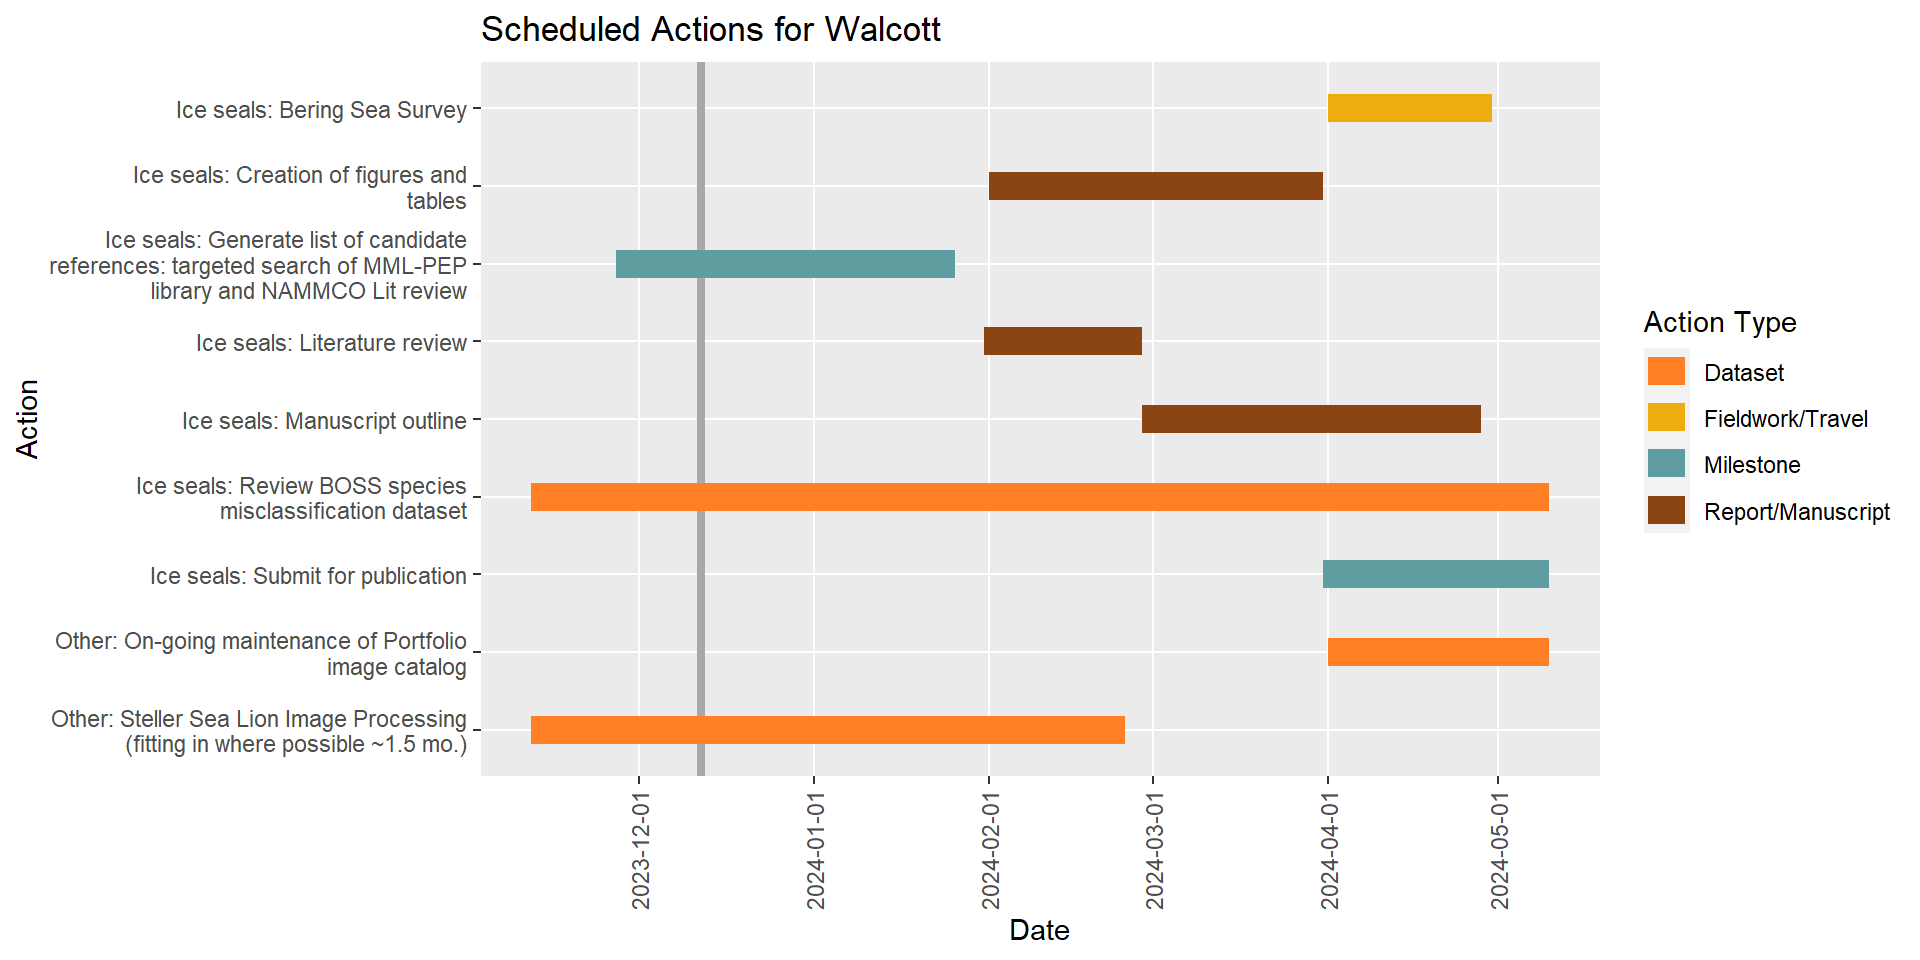 Scheduled Actions for Walcott
Action
Ice seals: Bering Sea Survey
Ice seals: Creation of figures and
tables
Ice seals: Generate list of candidate
references: targeted search of MML-PEP
library and NAMMCO Lit review
Ice seals: Literature review
Ice seals: Manuscript outline
Ice seals: Review BOSS species
misclassification dataset
Ice seals: Submit for publication
Other: On-going maintenance of Portfolio
image catalog
Other: Steller Sea Lion Image Processing
(fitting in where possible ~1.5 mo.)
2023-12-01
2024-01-01
2024-02-01
2024-03-01
2024-04-01
2024-05-01
Date
Action Type
Dataset
Fieldwork/Travel
Milestone
Report/Manuscript